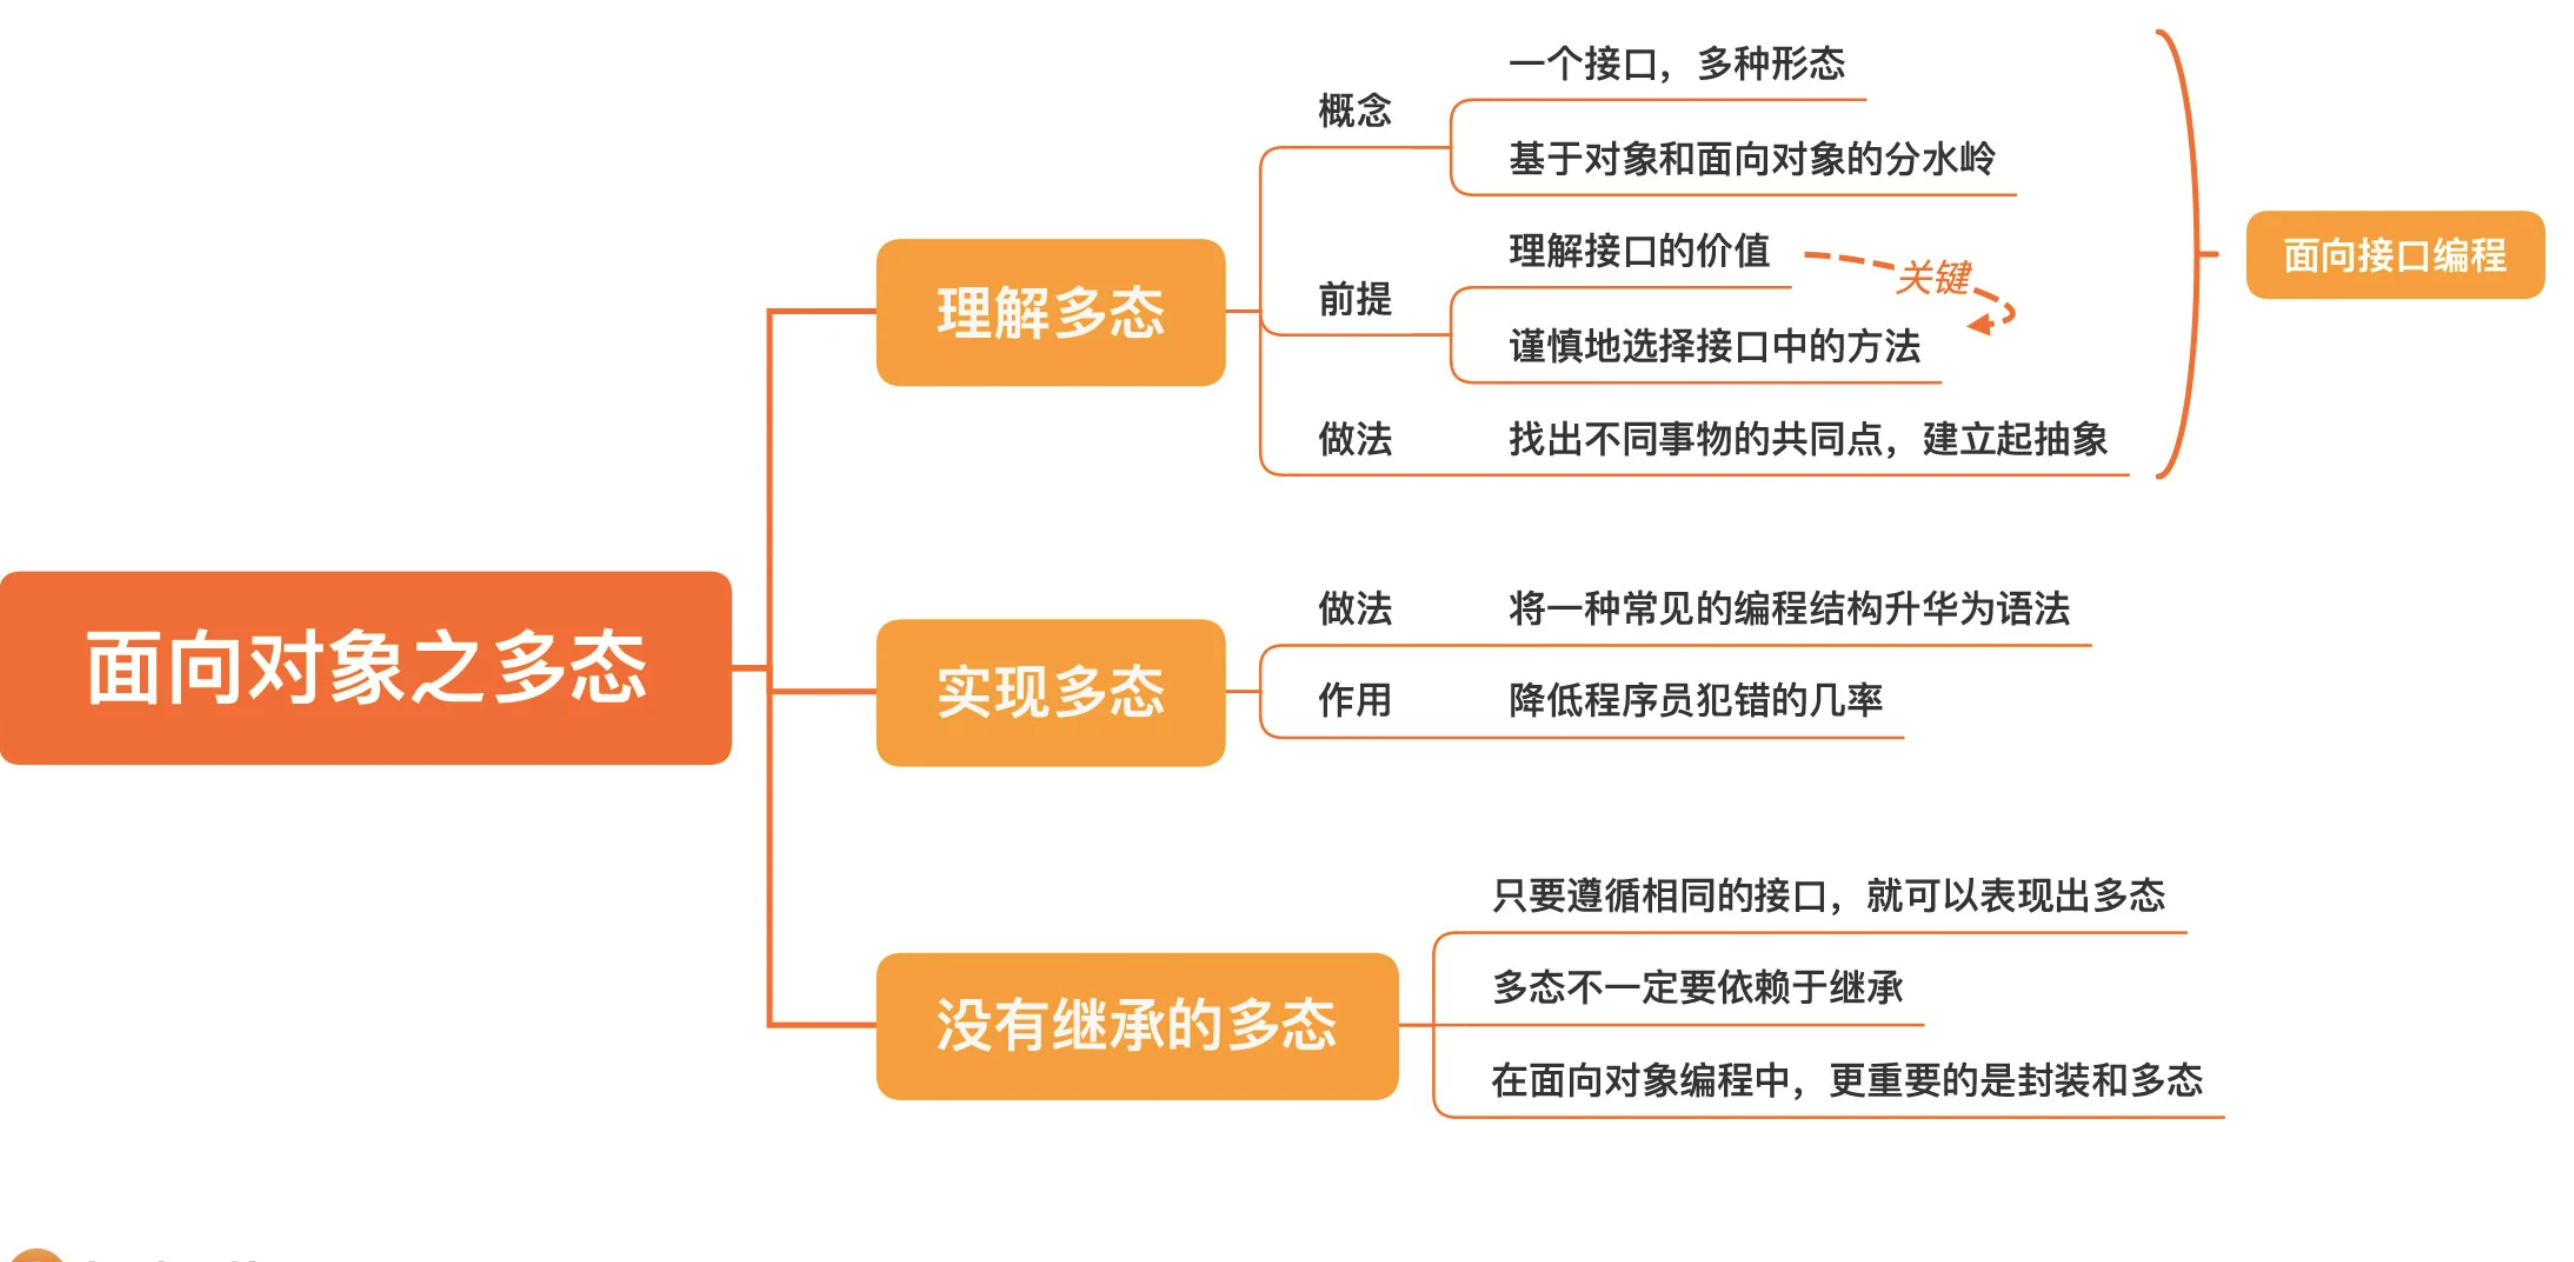 面向对象之多态
理解多态
概念
一个接口，多种形态
基于对象和面向对象的分水岭
前提
理解接口的价值
关键
谨慎地选择接口中的方法
做法
找出不同事物的共同点，建立起抽象
面向接口编程
实现多态
做法
将一种常见的编程结构升华为语法
作用
降低程序员犯错的几率
没有继承的多态
只要遵循相同的接口，就可以表现出多态
多态不一定要依赖于继承
在面向对象编程中，更重要的是封装和多态